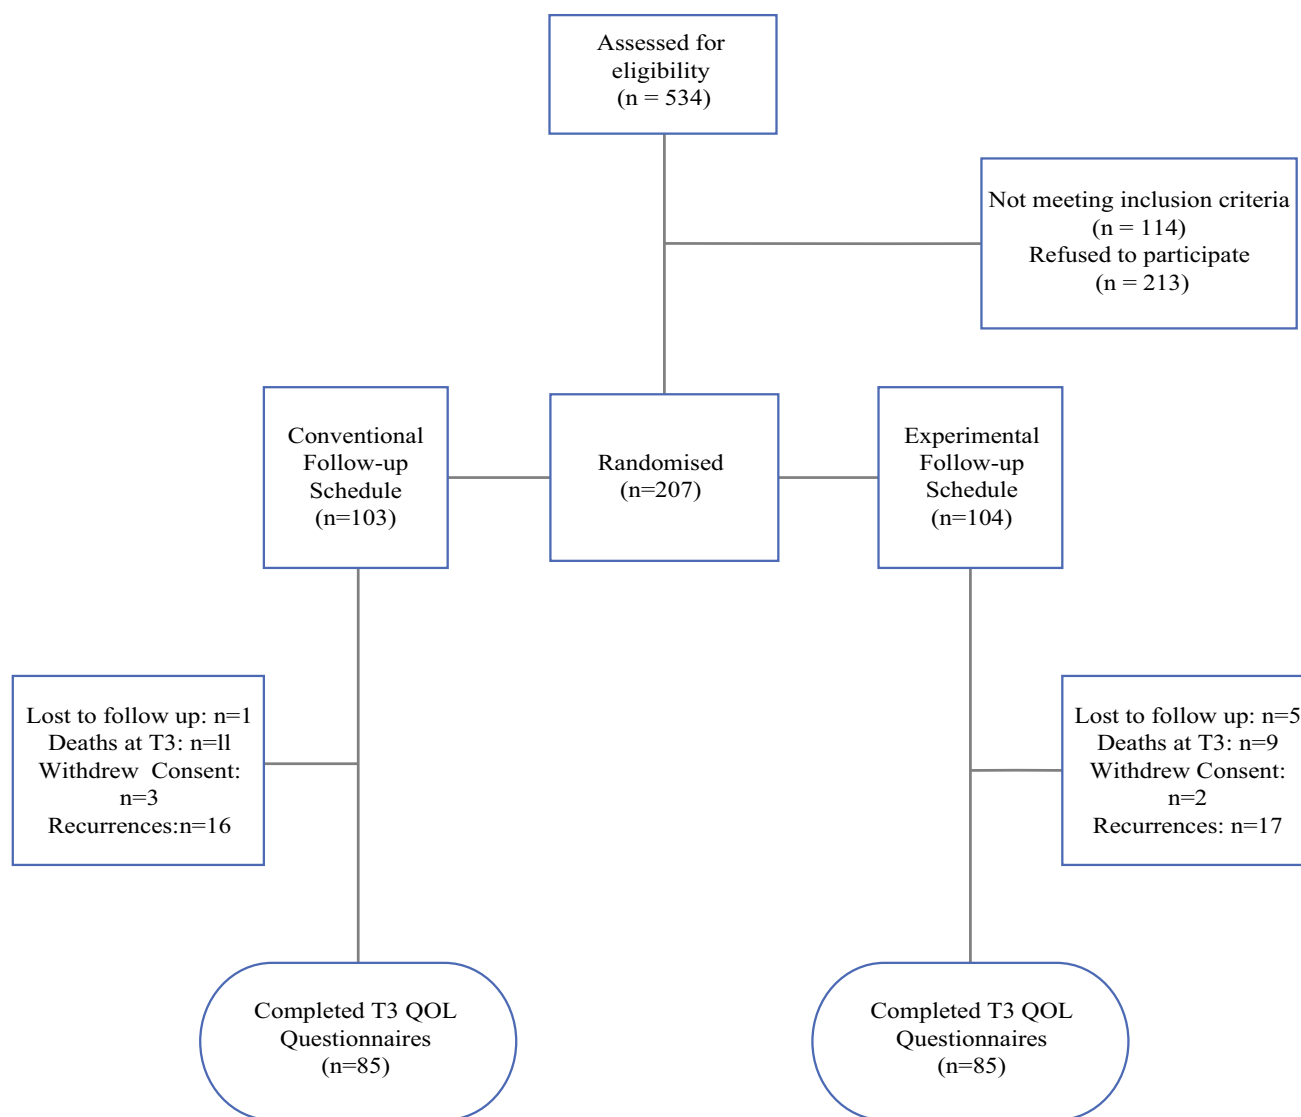 Assessed for
eligibility
(n = 534)
Not meeting inclusion criteria
(n = 114)
Refused to participate
(n = 213)
Conventional
Follow-up
Schedule
(n=103)
Randomised
(n=207)
Experimental
Follow-up
Schedule
(n=104)
Lost to follow up: n=1
Deaths at T3: n=ll
Withdrew Consent:
n=3
Recurrences:n=16
Lost to follow up: n=5
Deaths at T3: n=9
Withdrew Consent:
n=2
Recurrences: n=17
Completed T3 QOL
Questionnaires
(n=85)
Completed T3 QOL
Questionnaires
(n=85)